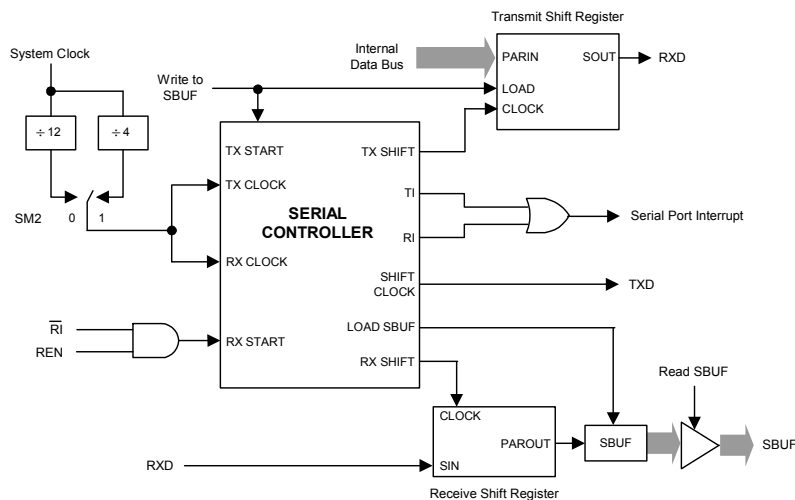 Transmit Shift Register
System Clock
Internal
Data Bus
PARIN
SOUT
RXD
Write to
SBUF
LOAD
CLOCK
÷ 12
÷ 4
TX START
TX SHIFT
SM2
0
1
TX CLOCK
TI
SERIAL
CONTROLLER
Serial Port Interrupt
RI
RX CLOCK
SHIFT
CLOCK
TXD
R̅I̅
REN
RX START
LOAD SBUF
RX SHIFT
Read SBUF
CLOCK
PAROUT
SBUF
SBUF
RXD
SIN
Receive Shift Register